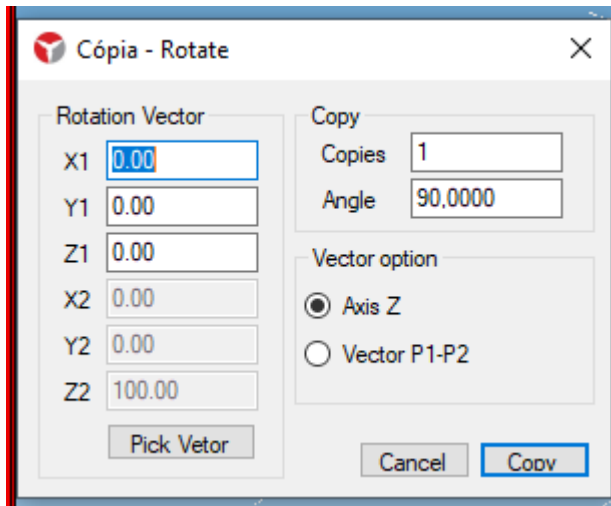 Cópia - Rotate
Rotation Vector
X1 0.00
Y1 0.00
Z1 0.00
X2 0.00
Y2 0.00
Z2 100.00
Pick Vetor
Copy
Copies 1
Angle 90,0000
Vector option
Axis Z
Vector P1-P2
Cancel Copy